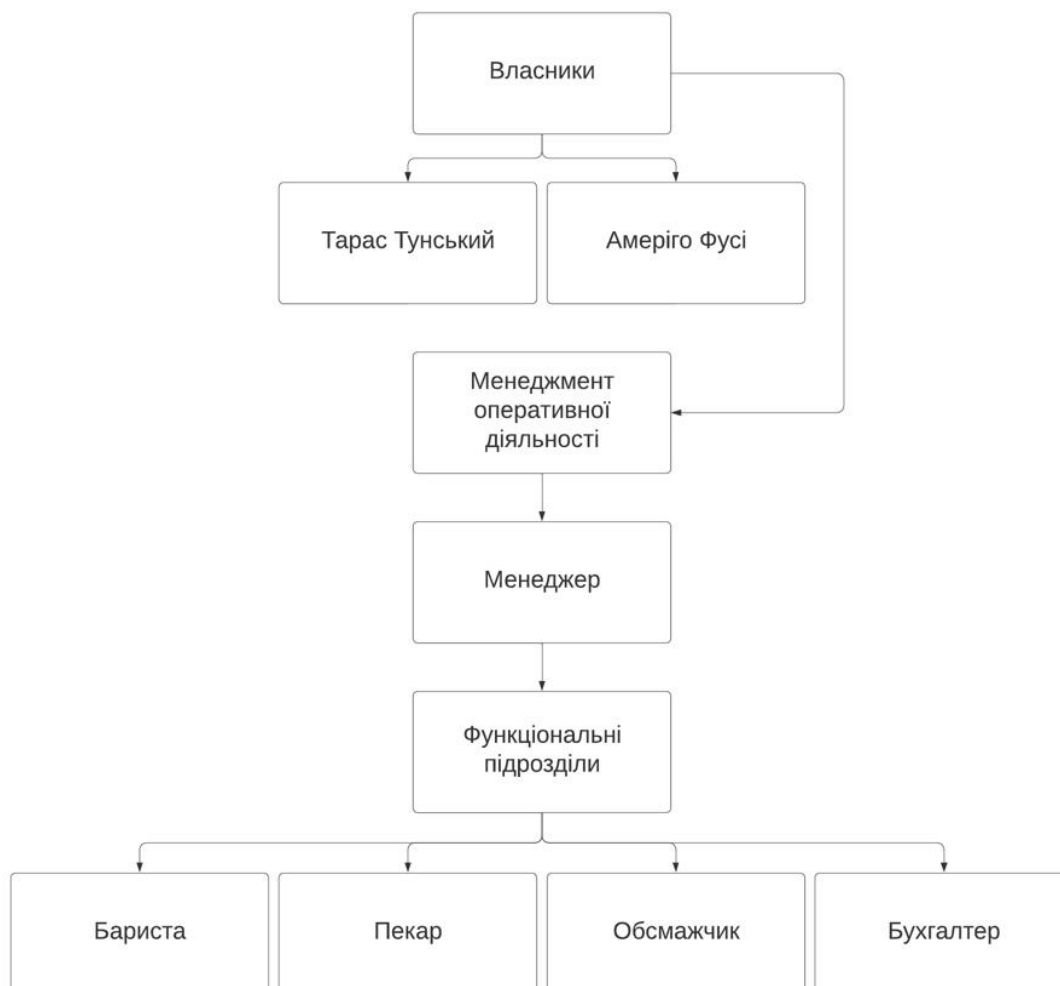 Власники
Тарас Тунський
Амеріго Фусі
Менеджмент
оперативної
діяльності
Менеджер
Функціональні
підрозділи
Бариста
Пекар
Обсмажчик
Бухгалтер